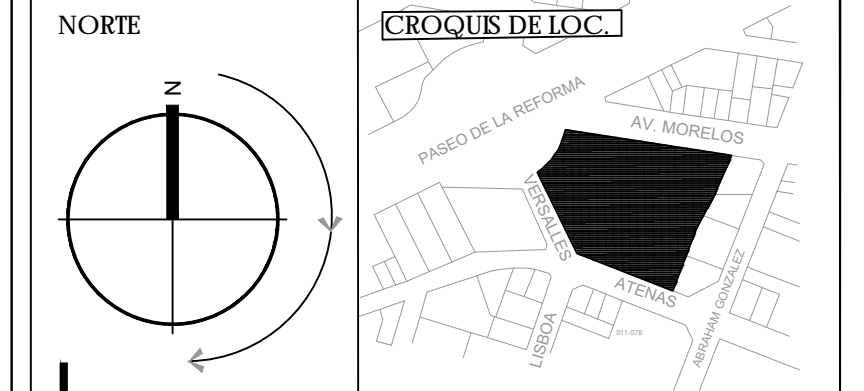 NORTE
CROQUIS DE LOC.
N
PASEO DE LA REFORMA
AV. MORELOS
VERSALLES
ATENAS
ABRAHAM GONZALEZ
LISBOA
011-078